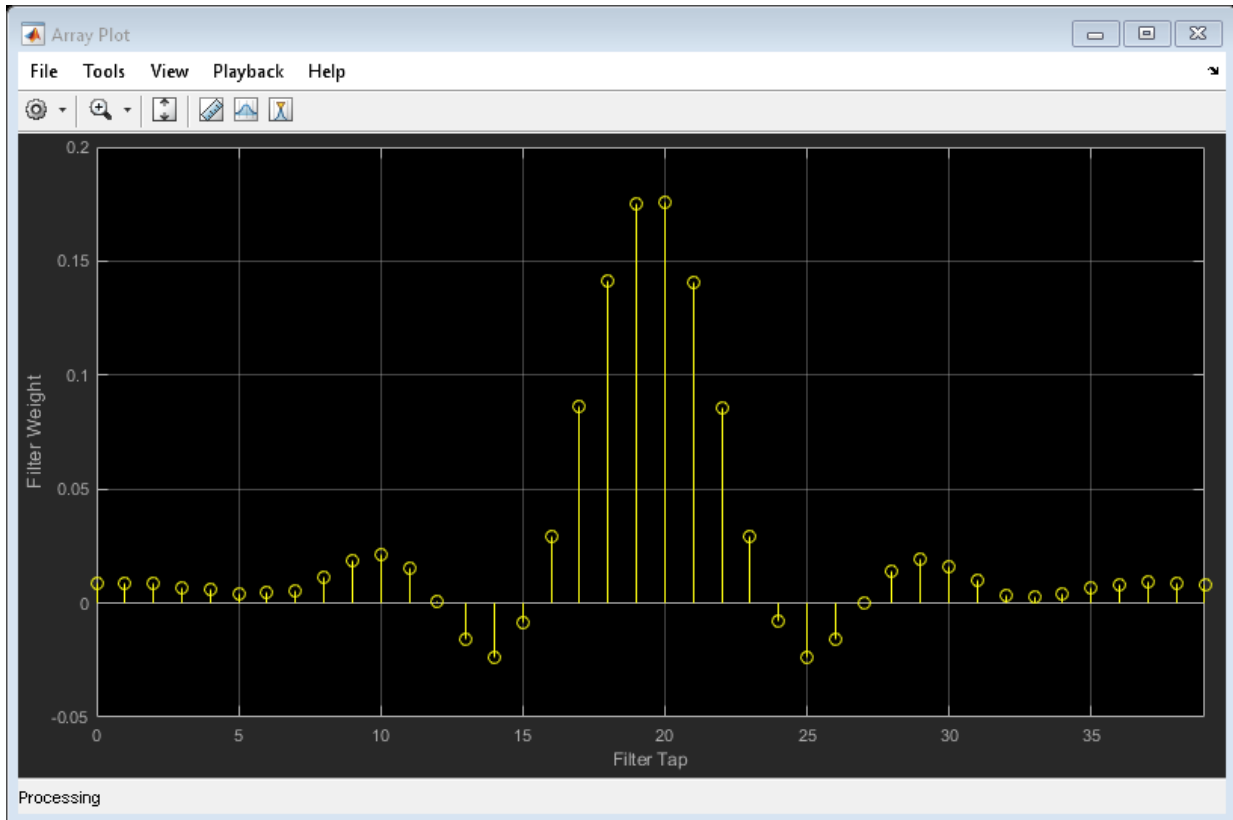 Array Plot
File Tools View Playback Help
0.2
0.15
0.1
0.05
0
-0.05
Filter Weight
0 5 10 15 20 25 30 35
Filter Tap
Processing